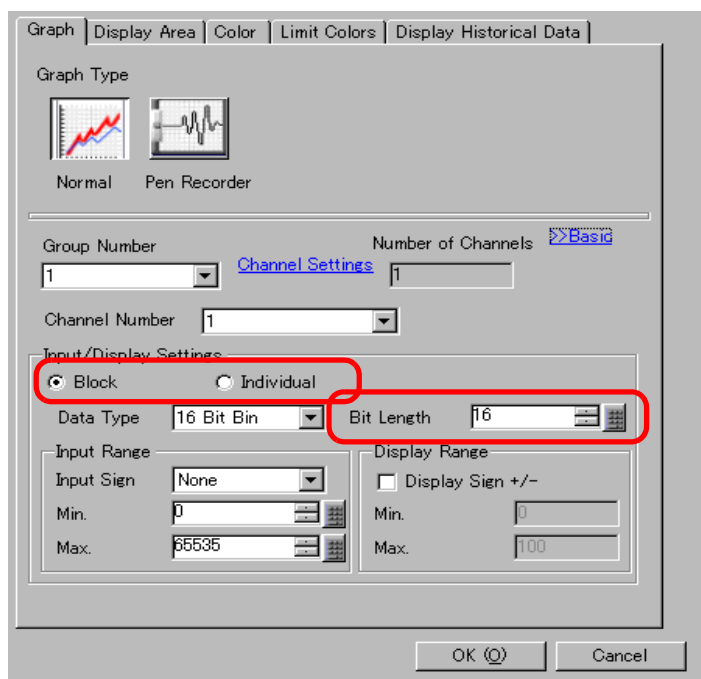 Graph Display Area Color Limit Colors Display Historical Data
Graph Type
Normal Pen Recorder
Group Number Number of Channels >>Basic
1 Channel Settings 1
Channel Number 1
Input/Display Settings
Block Individual
Data Type 16 Bit Bin Bit Length 16
Input Range Display Range
Input Sign None Display Sign +/-
Min. 0 Min. 0
Max. 65535 Max. 100
OK (O) Cancel